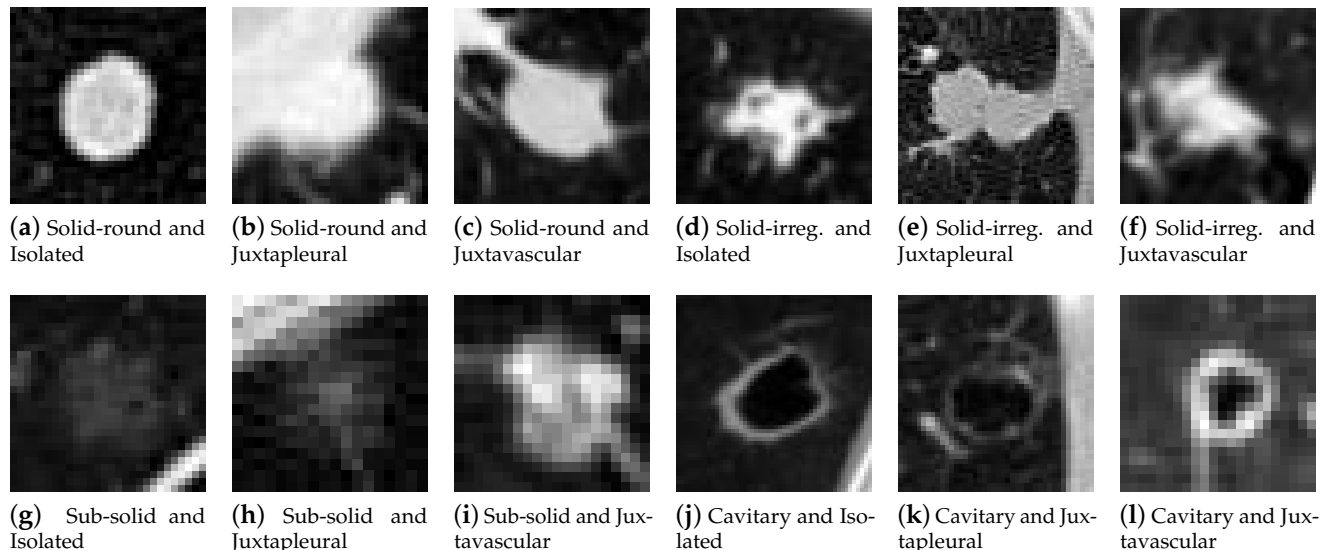 (a) Solid-round and
Isolated
(b) Solid-round and
Juxtapleural
(c) Solid-round and
Juxtavascular
(d) Solid-irreg. and
Isolated
(e) Solid-irreg. and
Juxtapleural
(f) Solid-irreg. and
Juxtavascular
(g) Sub-solid and
Isolated
(h) Sub-solid and
Juxtapleural
(i) Sub-solid and Jux-
tavascular
(j) Cavitary and Iso-
lated
(k) Cavitary and Jux-
tapleural
(l) Cavitary and Jux-
tavascular